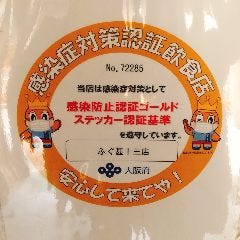 感染症対策認証飲食店
No.72285
当店は感染症対策として
感染防止認証ゴールド
ステッカー認証基準
を遵守しています。
ふぐ甚十三店
大阪府
安心して来てや!